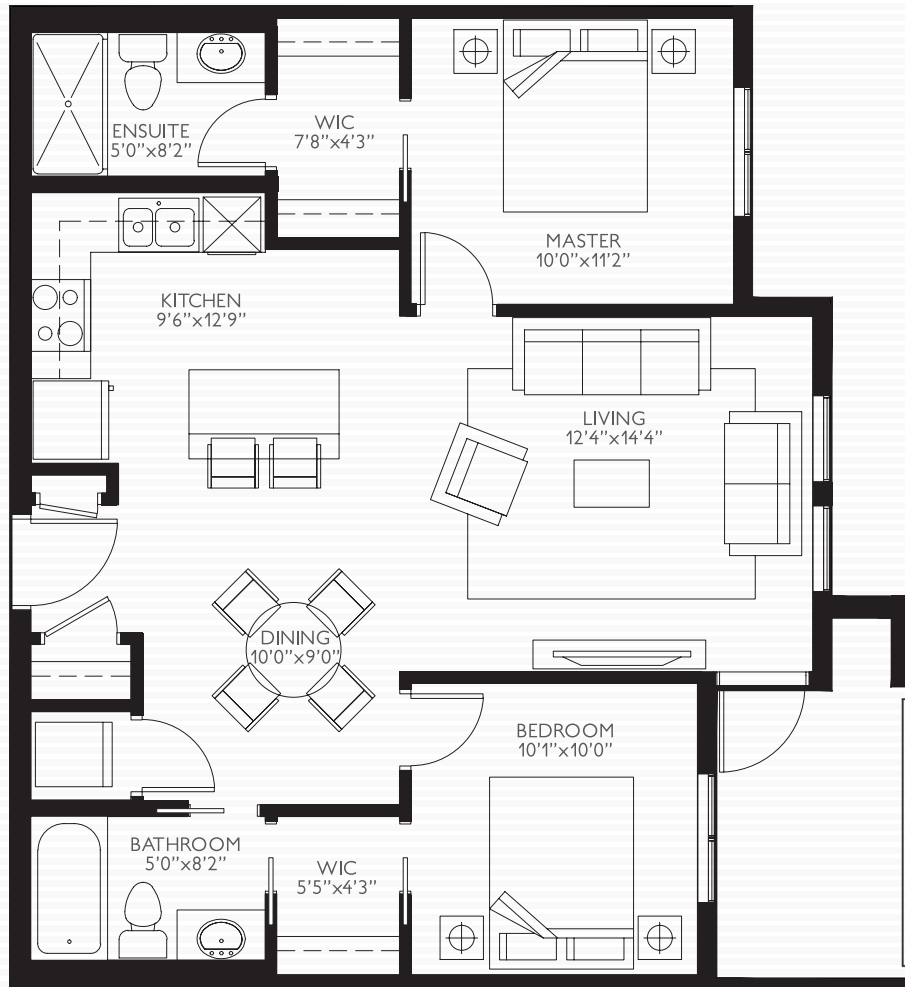 ENSUITE
5'0”x8'2”
WIC
7'8”x4'3”
MASTER
10'0”x11'2”
KITCHEN
9'6”x12'9”
LIVING
12'4”x14'4”
DINING
10'0”x9'0”
BEDROOM
10'1”x10'0”
BATHROOM
5'0”x8'2”
WIC
5'5”x4'3”